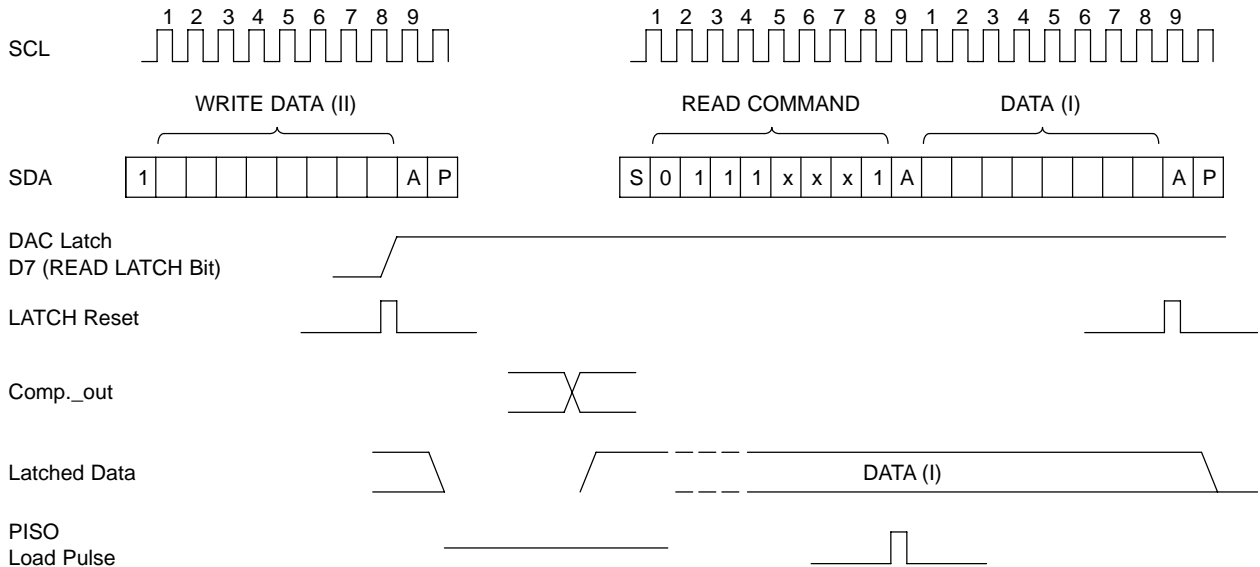 1 2 3 4 5 6 7 8 9 1 2 3 4 5 6 7 8 9 1 2 3 4 5 6 7 8 9
SCL
WRITE DATA (II) READ COMMAND DATA (I)
SDA 1 A P S 0 1 1 1 x x x 1 A A P
DAC Latch
D7 (READ LATCH Bit)
LATCH Reset
Comp._out
Latched Data DATA (I)
PISO
Load Pulse